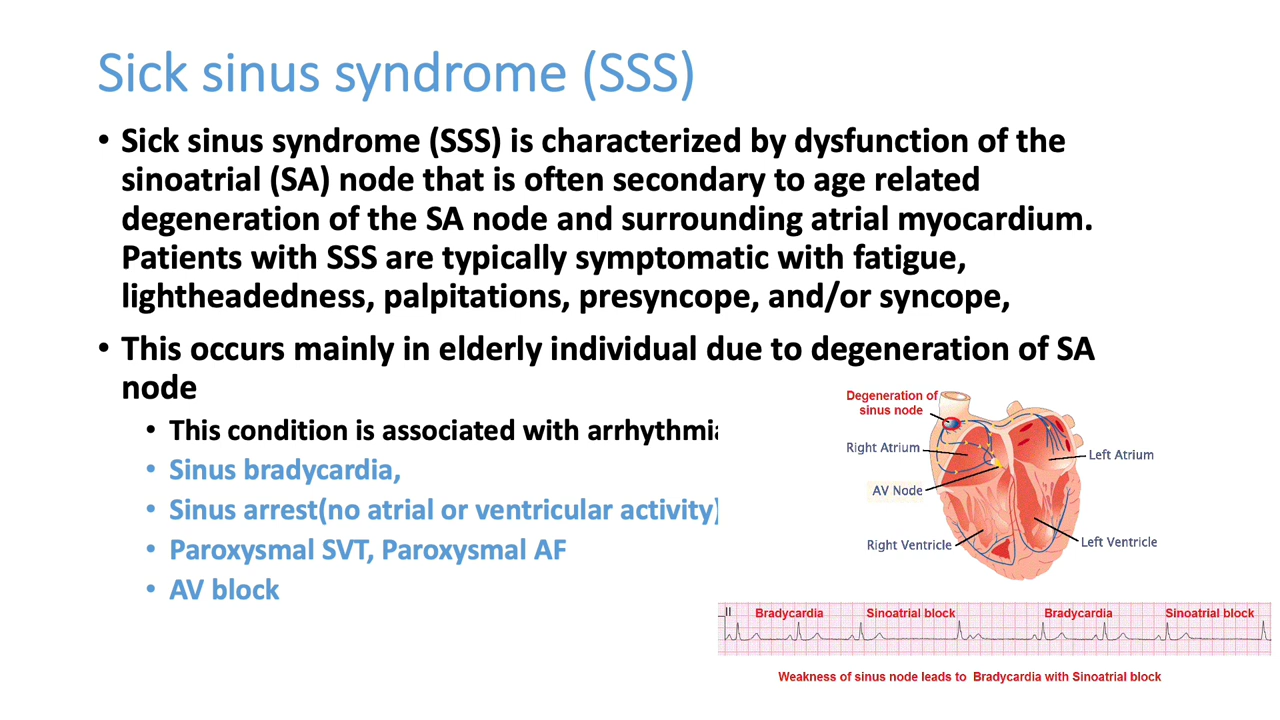 Sick sinus syndrome (SSS)
• Sick sinus syndrome (SSS) is characterized by dysfunction of the
sinoatrial (SA) node that is often secondary to age related
degeneration of the SA node and surrounding atrial myocardium.
Patients with SSS are typically symptomatic with fatigue,
lightheadedness, palpitations, presyncope, and/or syncope,
• This occurs mainly in elderly individual due to degeneration of SA
node
• This condition is associated with arrhythmia
• Sinus bradycardia,
• Sinus arrest(no atrial or ventricular activity)
• Paroxysmal SVT, Paroxysmal AF
• AV block
Degeneration of
sinus node
Right Atrium
Left Atrium
AV Node
Right Ventricle
Left Ventricle
II
Bradycardia
Sinoatrial block
Bradycardia
Sinoatrial block
Weakness of sinus node leads to Bradycardia with Sinoatrial block